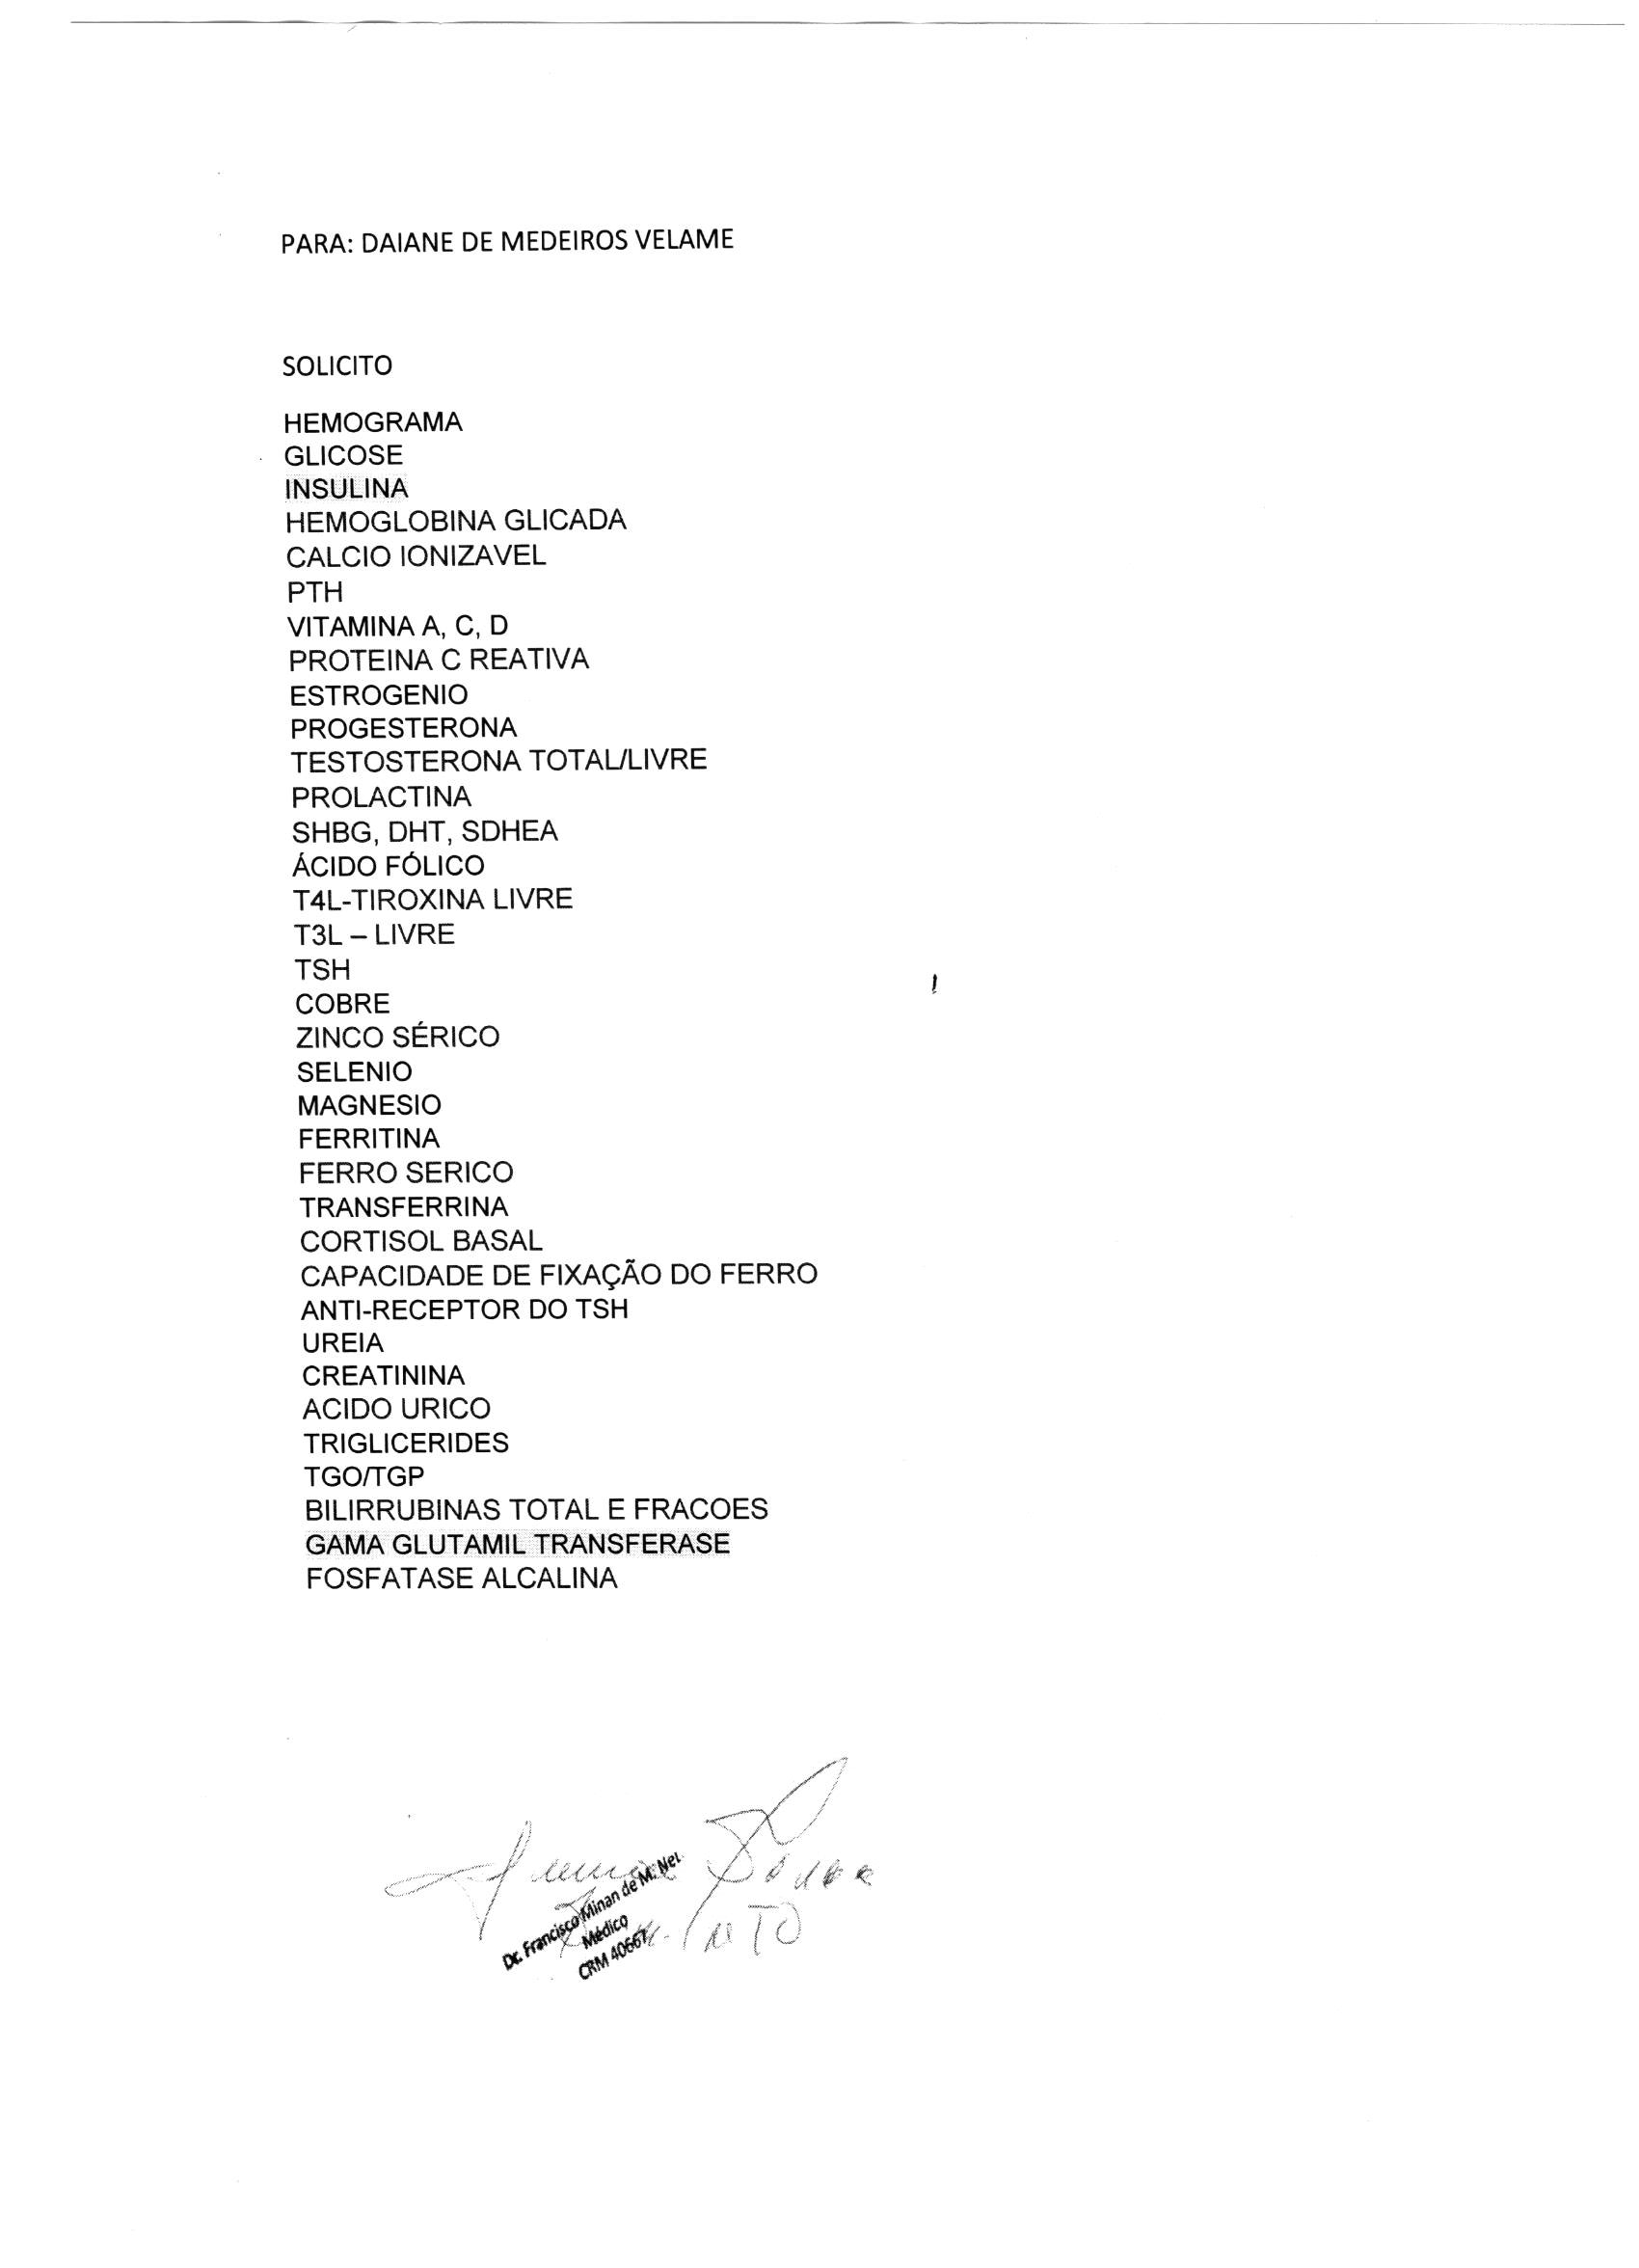 PARA: DAIANE DE MEDEIROS VELAME
SOLICITO
HEMOGRAMA
GLICOSE
INSULINA
HEMOGLOBINA GLICADA
CALCIO IONIZAVEL
PTH
VITAMINA A, C, D
PROTEINA C REATIVA
ESTROGENIO
PROGESTERONA
TESTOSTERONA TOTAL/LIVRE
PROLACTINA
SHBG, DHT, SDHEA
ÁCIDO FÓLICO
T4L-TIROXINA LIVRE
T3L – LIVRE
TSH
COBRE
ZINCO SÉRICO
SELENIO
MAGNESIO
FERRITINA
FERRO SERICO
TRANSFERRINA
CORTISOL BASAL
CAPACIDADE DE FIXAÇÃO DO FERRO
ANTI-RECEPTOR DO TSH
UREIA
CREATININA
ACIDO URICO
TRIGLICERIDES
TGO/TGP
BILIRRUBINAS TOTAL E FRACOES
GAMA GLUTAMIL TRANSFERASE
FOSFATASE ALCALINA
Dr. Francisco Minan de M.
Médico
CRM 40667